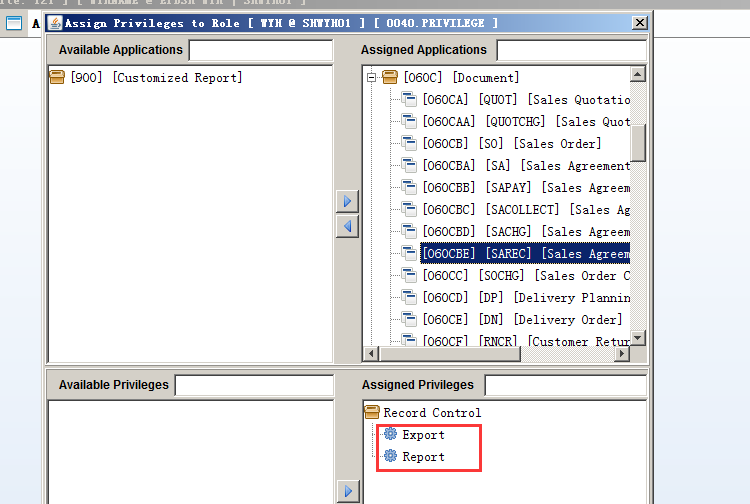 Assign Privileges to Role [ WYH @ SHWYH01 ] [ 0040.PRIVILEGE ]
A
Available Applications
Assigned Applications
[900] [Customized Report]
[060C] [Document]
[060CA] [QUOT] [Sales Quotatio
[060CAA] [QUOTCHG] [Sales Quot
[060CB] [SO] [Sales Order]
[060CBA] [SA] [Sales Agreement
[060CBB] [SAPAY] [Sales Agreem
[060CBC] [SACOLLECT] [Sales Ag
[060CBD] [SACHG] [Sales Agreem
[060CBE] [SAREC] [Sales Agreem
[060CC] [SOCHG] [Sales Order C
[060CD] [DP] [Delivery Plannin
[060CE] [DN] [Delivery Order]
[060CF] [RNCR] [Customer Retur
Available Privileges
Assigned Privileges
Record Control
Export
Report